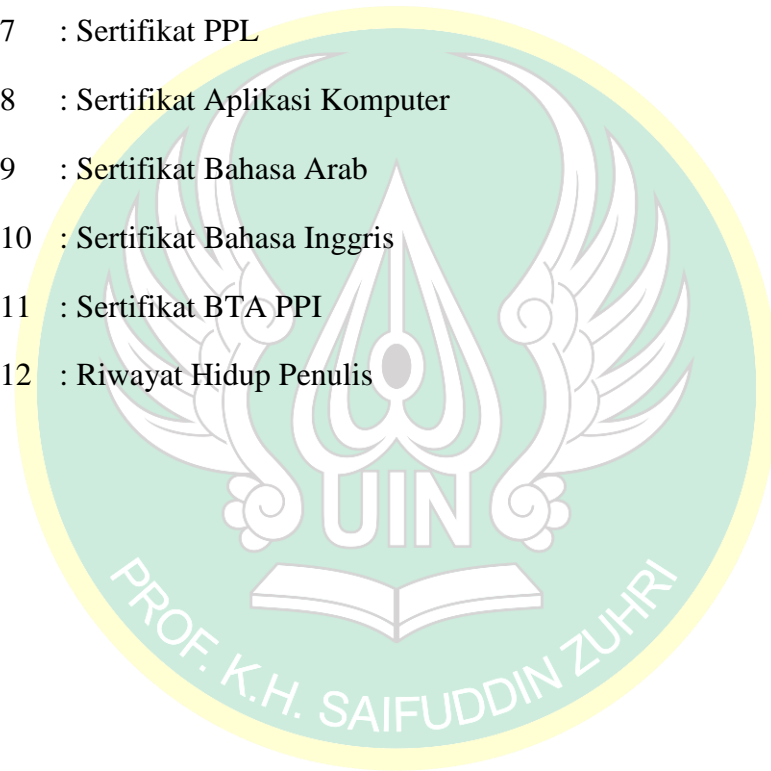 7 : Sertifikat PPL
8 : Sertifikat Aplikasi Komputer
9 : Sertifikat Bahasa Arab
10 : Sertifikat Bahasa Inggris
11 : Sertifikat BTA PPI
12 : Riwayat Hidup Penulis
UIN
PROF. K.H. SAIFUDDIN ZUHRI